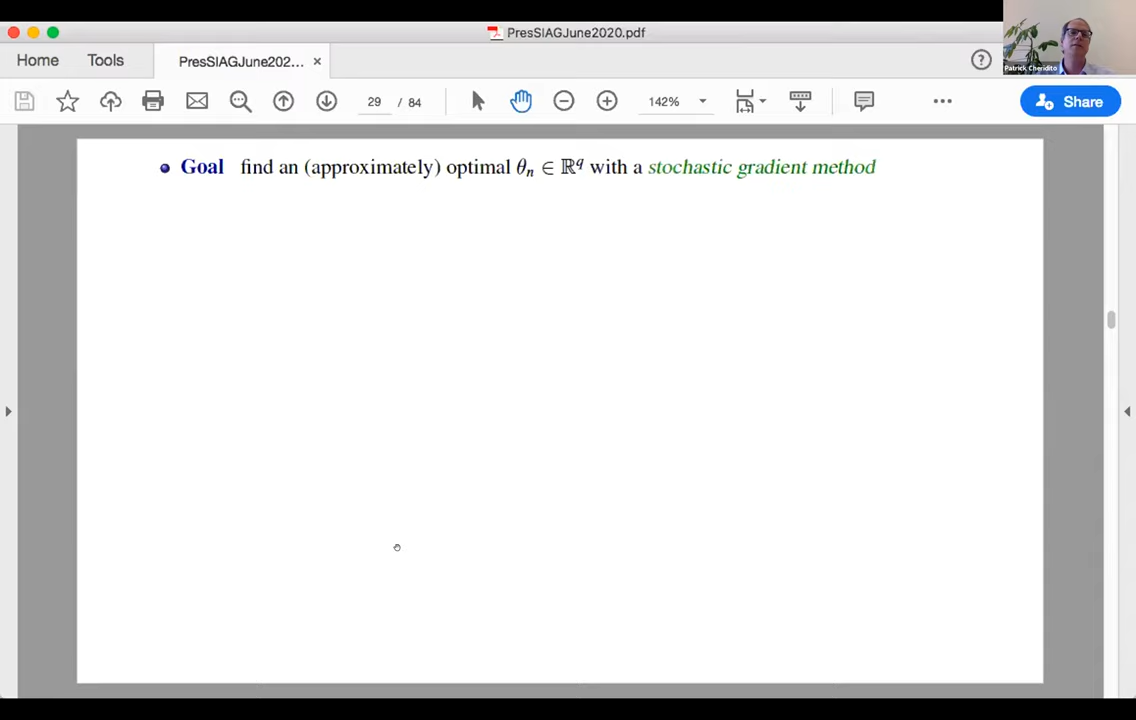 PresSIAGJune2020.pdf
Patrick Cheridito
Home
Tools
PresSIAGJune202...
29 / 84
142%
Share
Goal find an (approximately) optimal θₙ ∈ ℝ^q with a stochastic gradient method